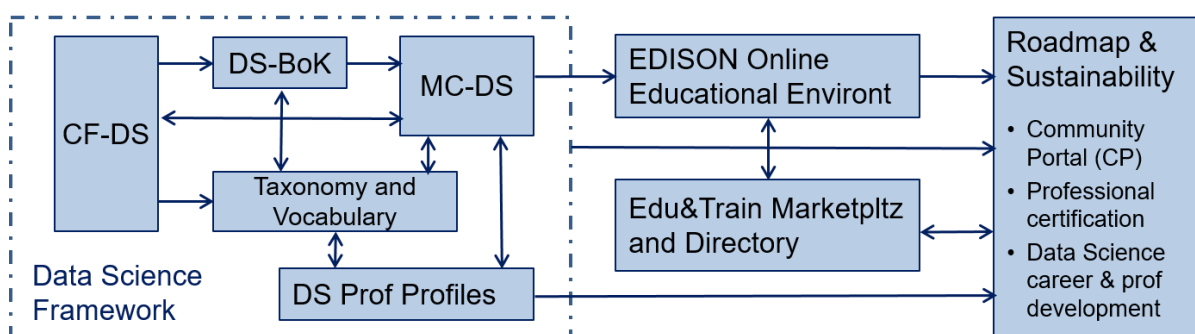 CF-DS
DS-BoK
MC-DS
Taxonomy and
Vocabulary
DS Prof Profiles
Data Science
Framework
EDISON Online
Educational Environt
Edu&Train Marketpltz
and Directory
Roadmap &
Sustainability
• Community
Portal (CP)
• Professional
certification
• Data Science
career & prof
development